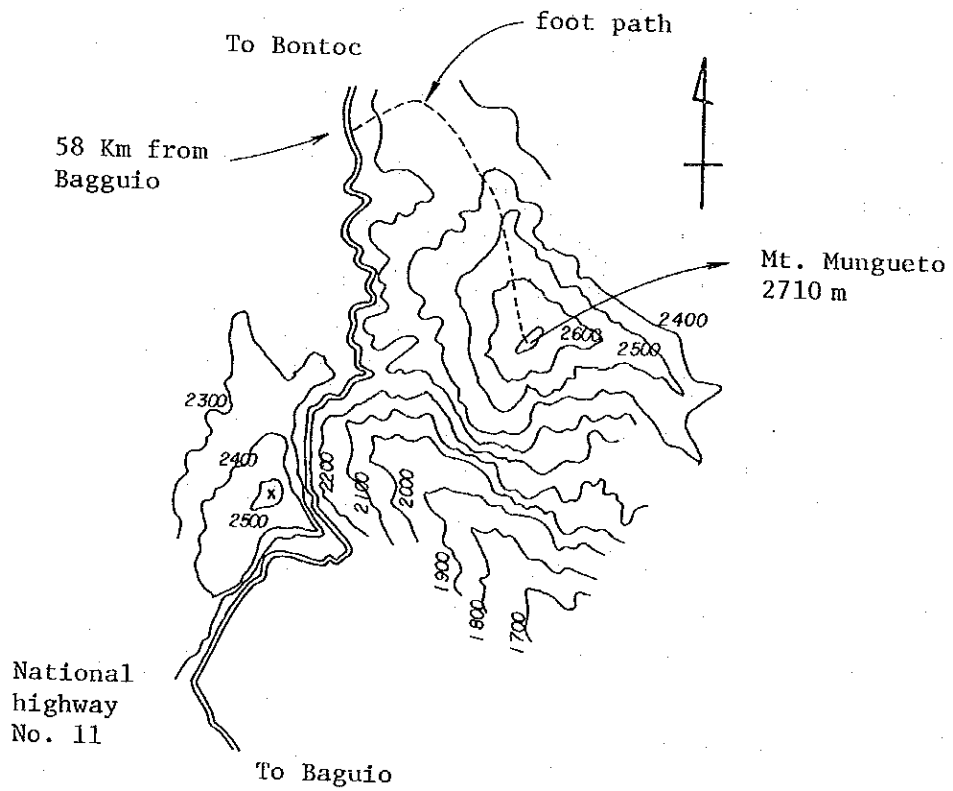 foot path
To Bontoc
58 Km from
Bagguio
Mt. Mungueto
2710 m
2400
2600
2500
2300
2400
2500
2200
2100
2000
1900
1800
1700
x
National
highway
No. 11
To Baguio